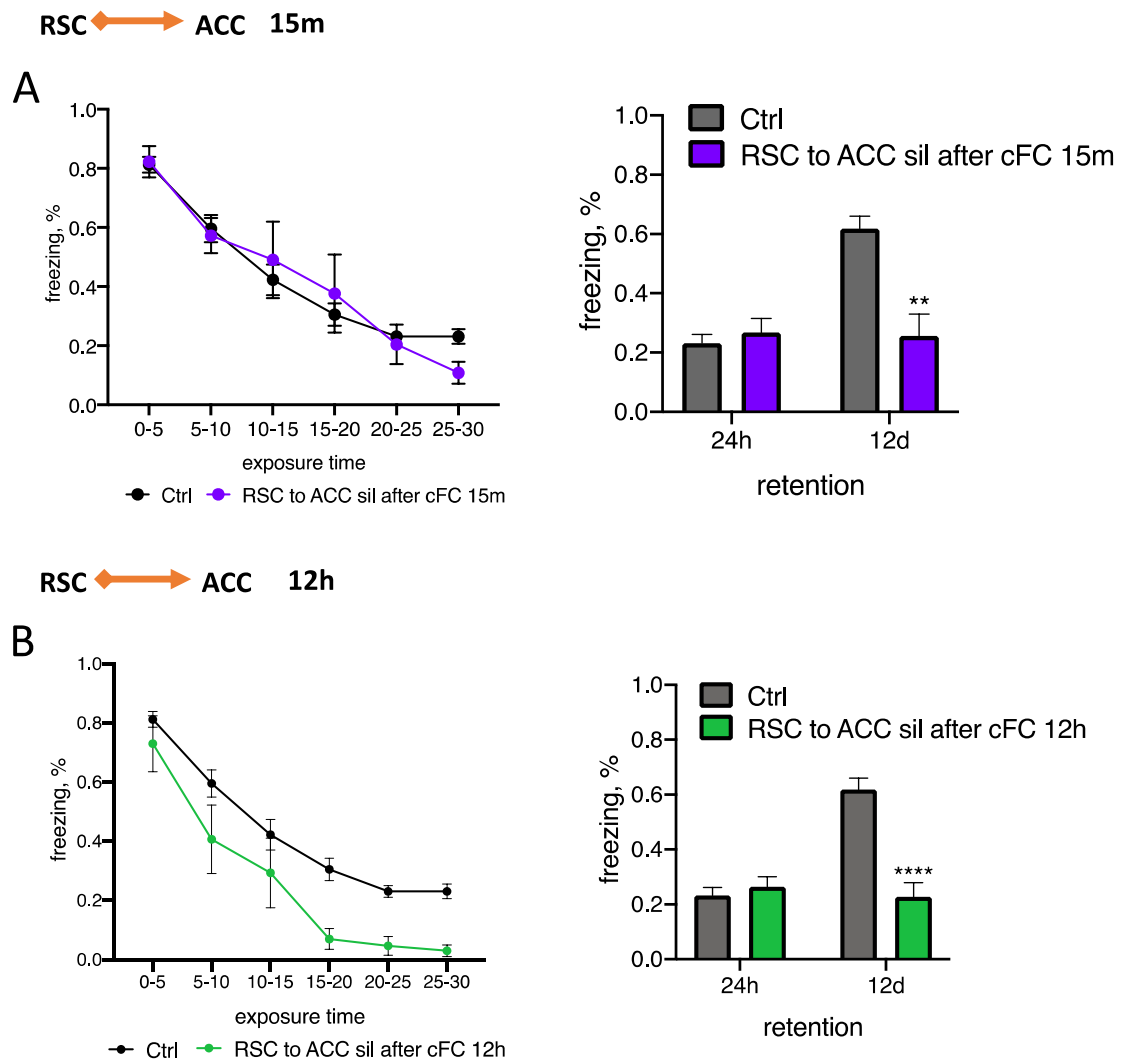 RSC ACC 15m
A
1.0
0.8
0.6
0.4
0.2
0.0
freezing, %
0-5 5-10 10-15 15-20 20-25 25-30
exposure time
Ctrl RSC to ACC sil after cFC 15m
Ctrl
RSC to ACC sil after cFC 15m
1.0
0.8
0.6
0.4
0.2
0.0
freezing, %
**
24h 12d
retention
RSC ACC 12h
B
1.0
0.8
0.6
0.4
0.2
0.0
freezing, %
0-5 5-10 10-15 15-20 20-25 25-30
exposure time
Ctrl RSC to ACC sil after cFC 12h
Ctrl
RSC to ACC sil after cFC 12h
1.0
0.8
0.6
0.4
0.2
0.0
freezing, %
****
24h 12d
retention